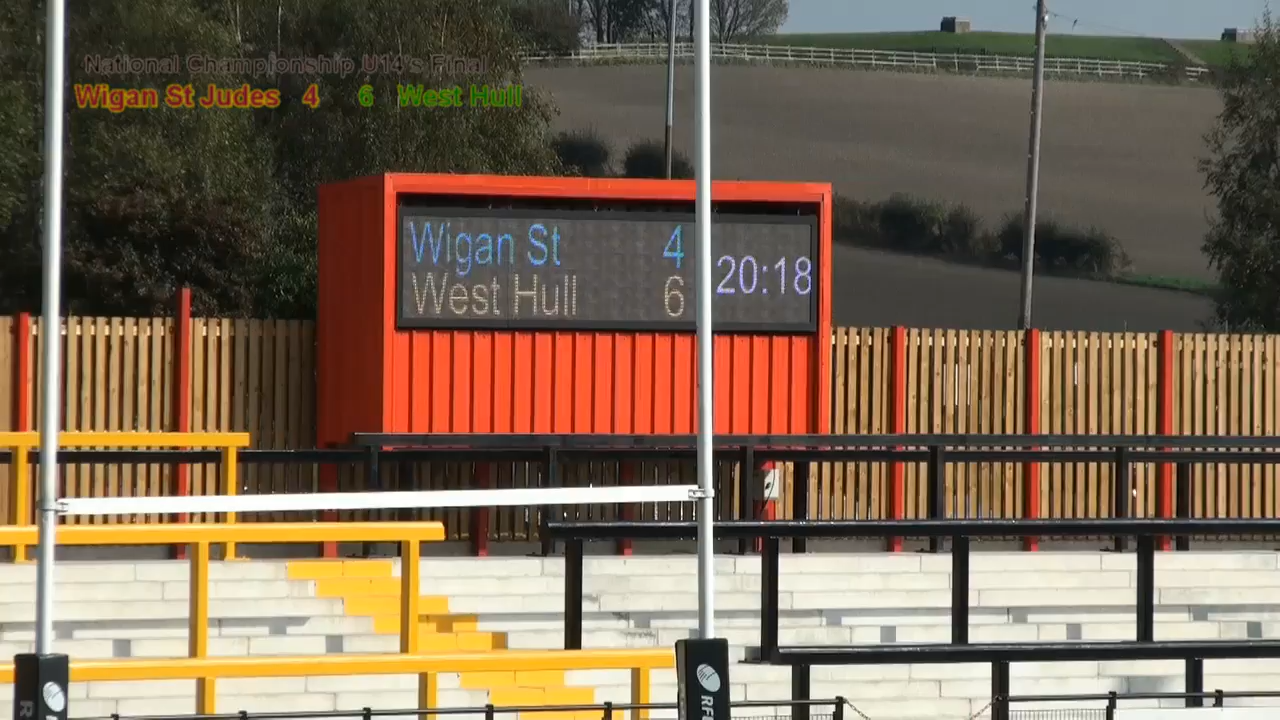 National Championship U14's Final
Wigan St Judes 4 6 West Hull
Wigan St 4
West Hull 6
20:18